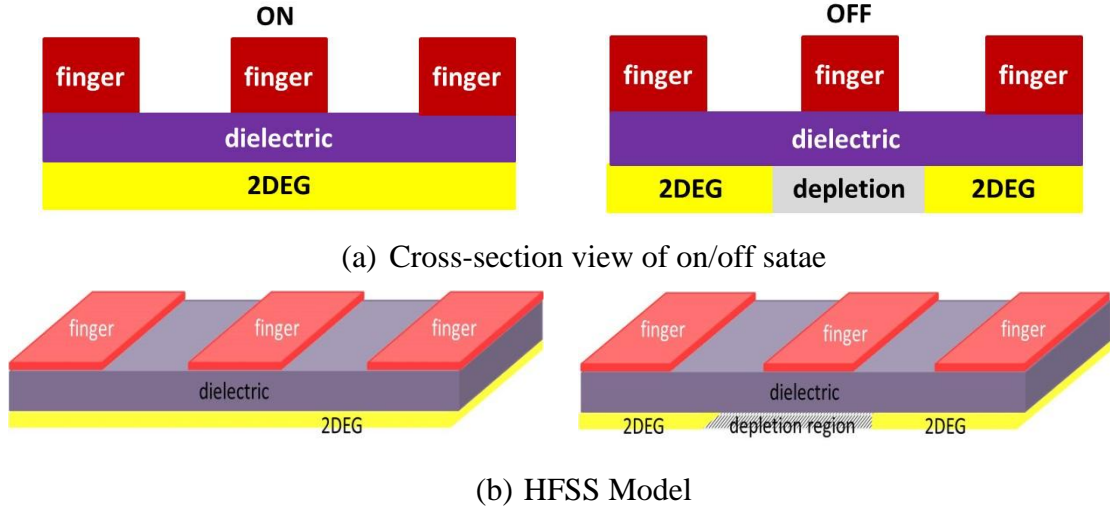 ON
OFF
finger finger finger
finger finger finger
dielectric
dielectric
2DEG
2DEG depletion 2DEG
(a) Cross-section view of on/off satae
finger finger finger
finger finger finger
dielectric
dielectric
2DEG
2DEG depletion region 2DEG
(b) HFSS Model